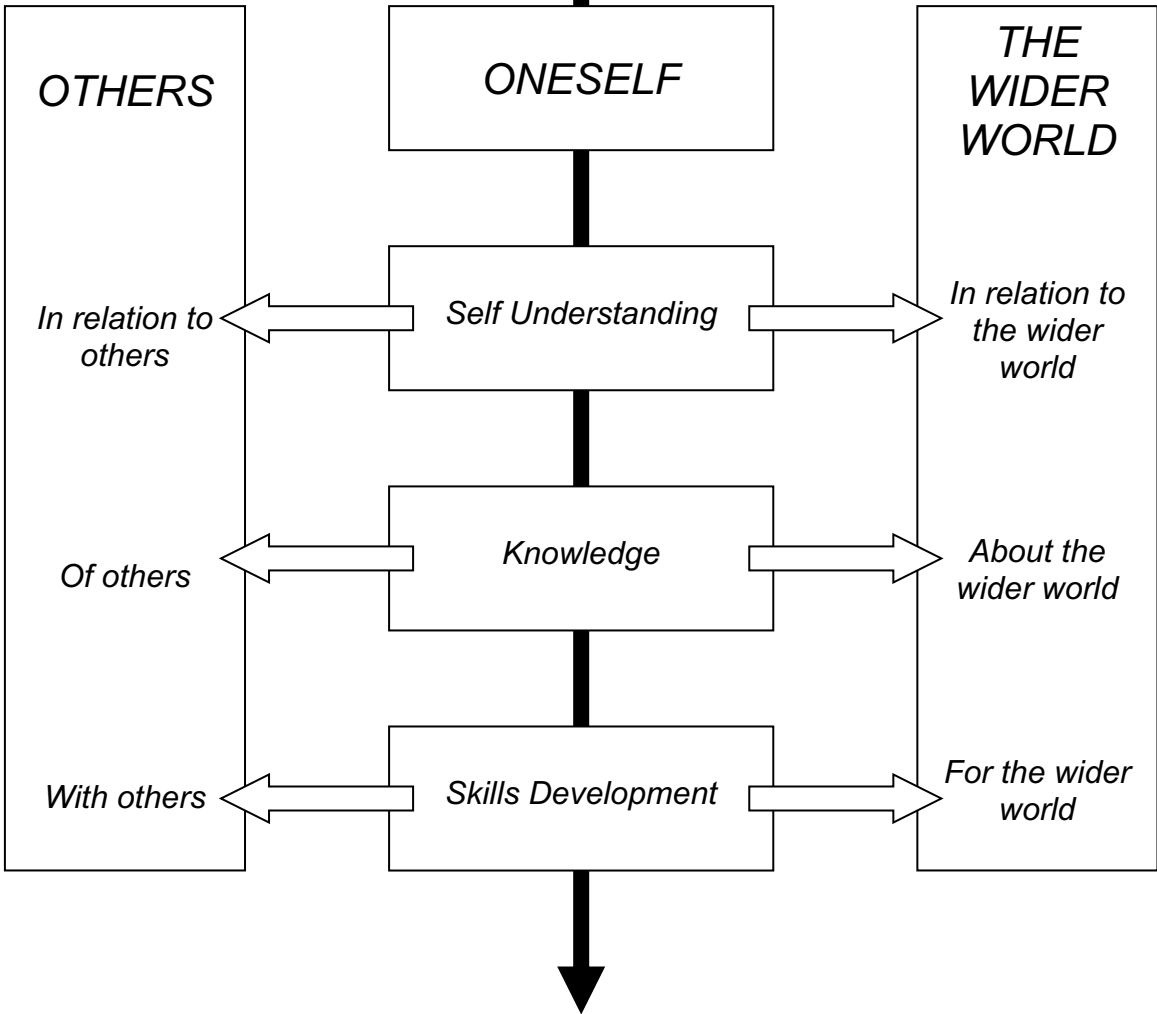 OTHERS
ONESELF
THE
WIDER
WORLD
In relation to
others
Self Understanding
In relation to
the wider
world
Of others
Knowledge
About the
wider world
With others
Skills Development
For the wider
world